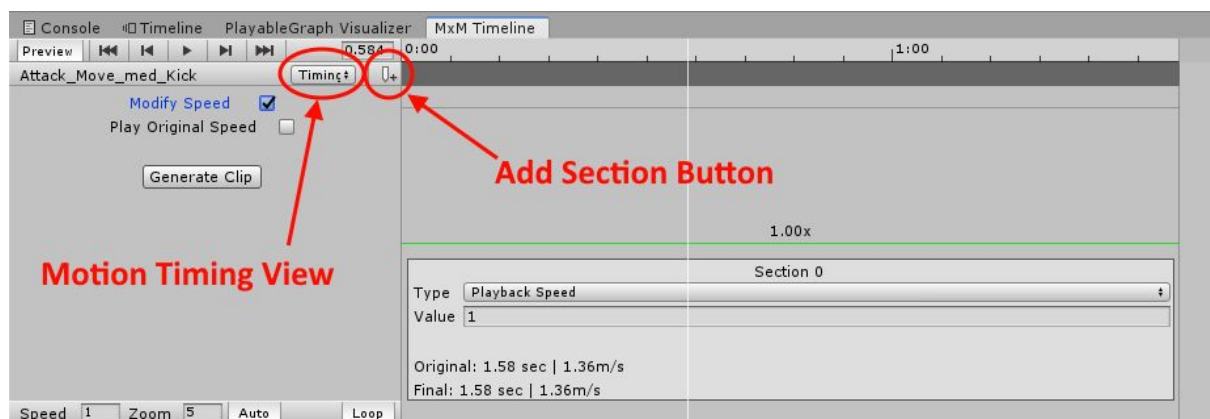 Console Timeline PlayableGraph Visualizer MxM Timeline
Preview 0.584 0:00 1:00
Attack_Move_med_Kick Timing
Modify Speed
Play Original Speed
Add Section Button
Generate Clip
1.00x
Motion Timing View
Section 0
Type Playback Speed
Value 1
Original: 1.58 sec | 1.36m/s
Final: 1.58 sec | 1.36m/s
Speed 1 Zoom 5 Auto Loop